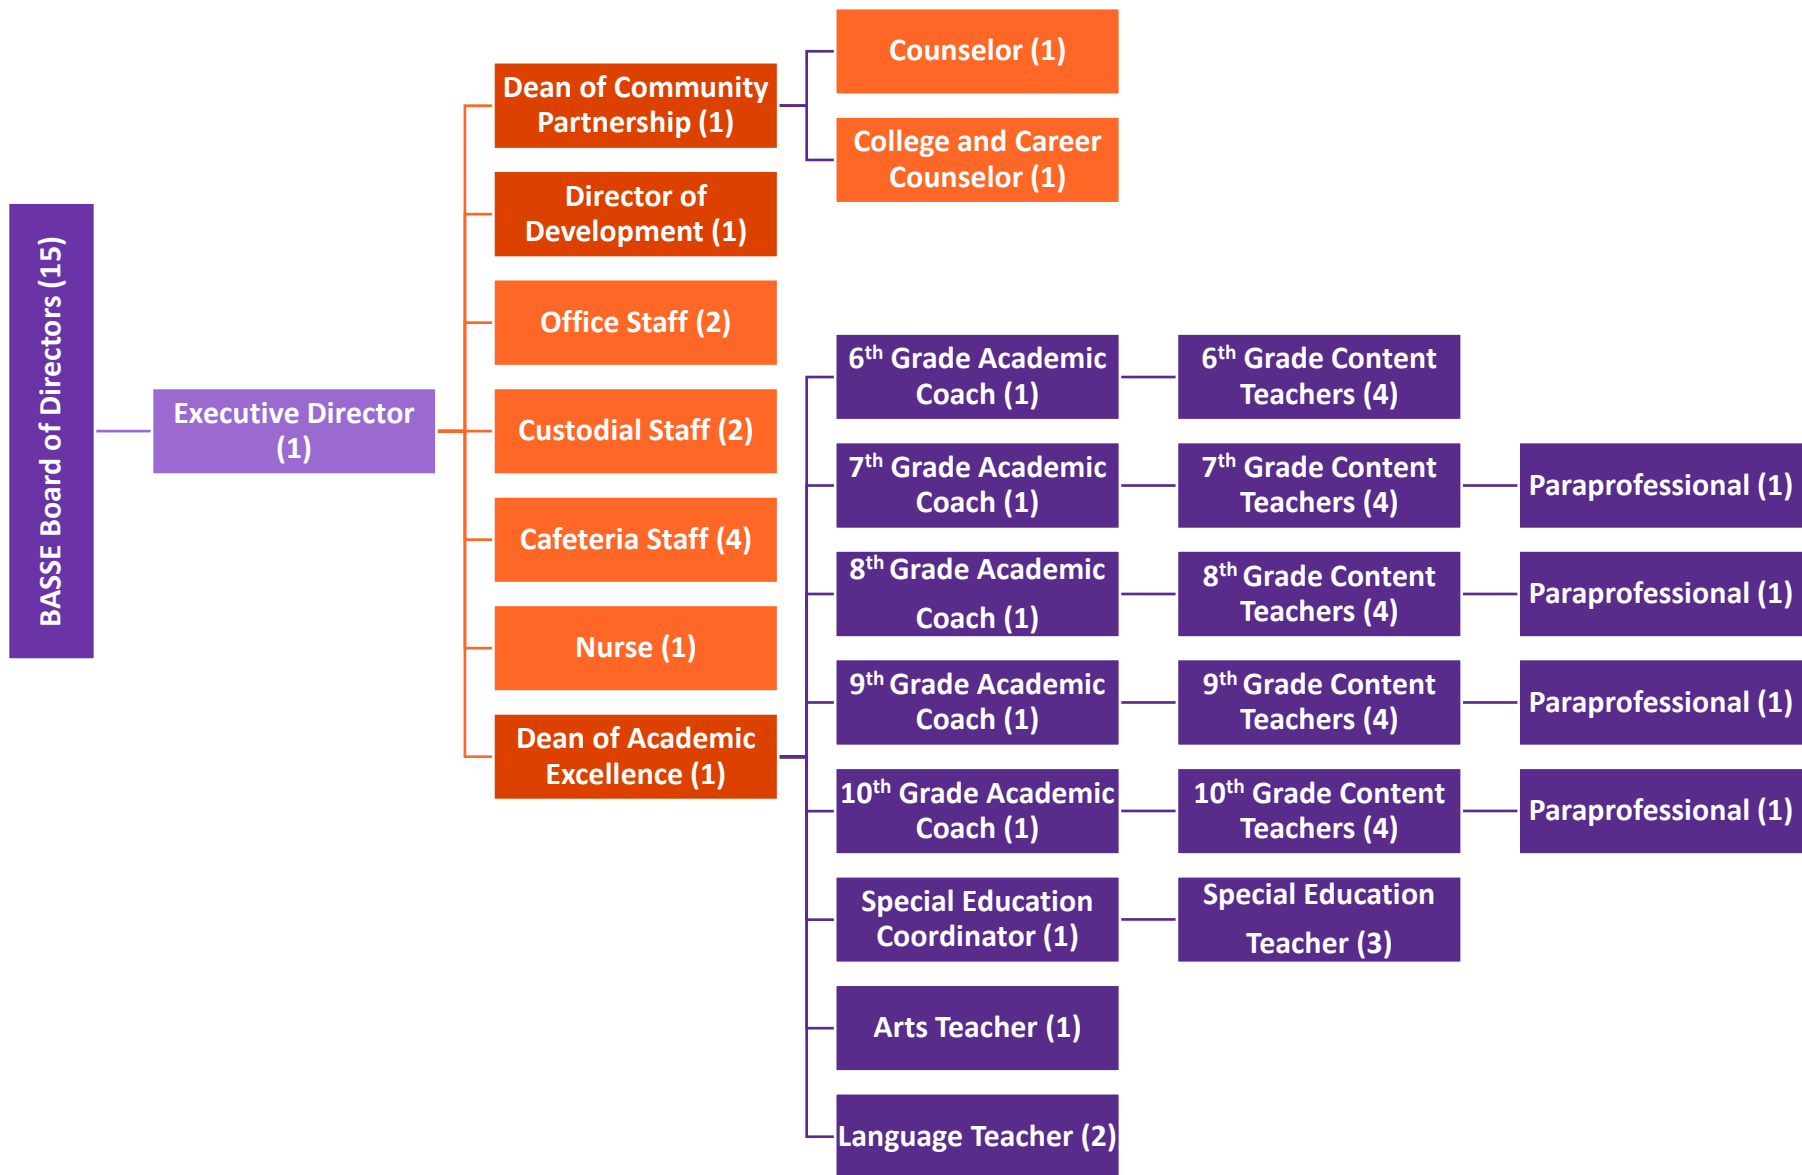 BASSE Board of Directors (15)
Executive Director
(1)
Dean of Community
Partnership (1)
Counselor (1)
College and Career
Counselor (1)
Director of
Development (1)
Office Staff (2)
Custodial Staff (2)
Cafeteria Staff (4)
Nurse (1)
Dean of Academic
Excellence (1)
6th Grade Academic
Coach (1)
6th Grade Content
Teachers (4)
7th Grade Academic
Coach (1)
7th Grade Content
Teachers (4)
Paraprofessional (1)
8th Grade Academic
Coach (1)
8th Grade Content
Teachers (4)
Paraprofessional (1)
9th Grade Academic
Coach (1)
9th Grade Content
Teachers (4)
Paraprofessional (1)
10th Grade Academic
Coach (1)
10th Grade Content
Teachers (4)
Paraprofessional (1)
Special Education
Coordinator (1)
Special Education
Teacher (3)
Arts Teacher (1)
Language Teacher (2)